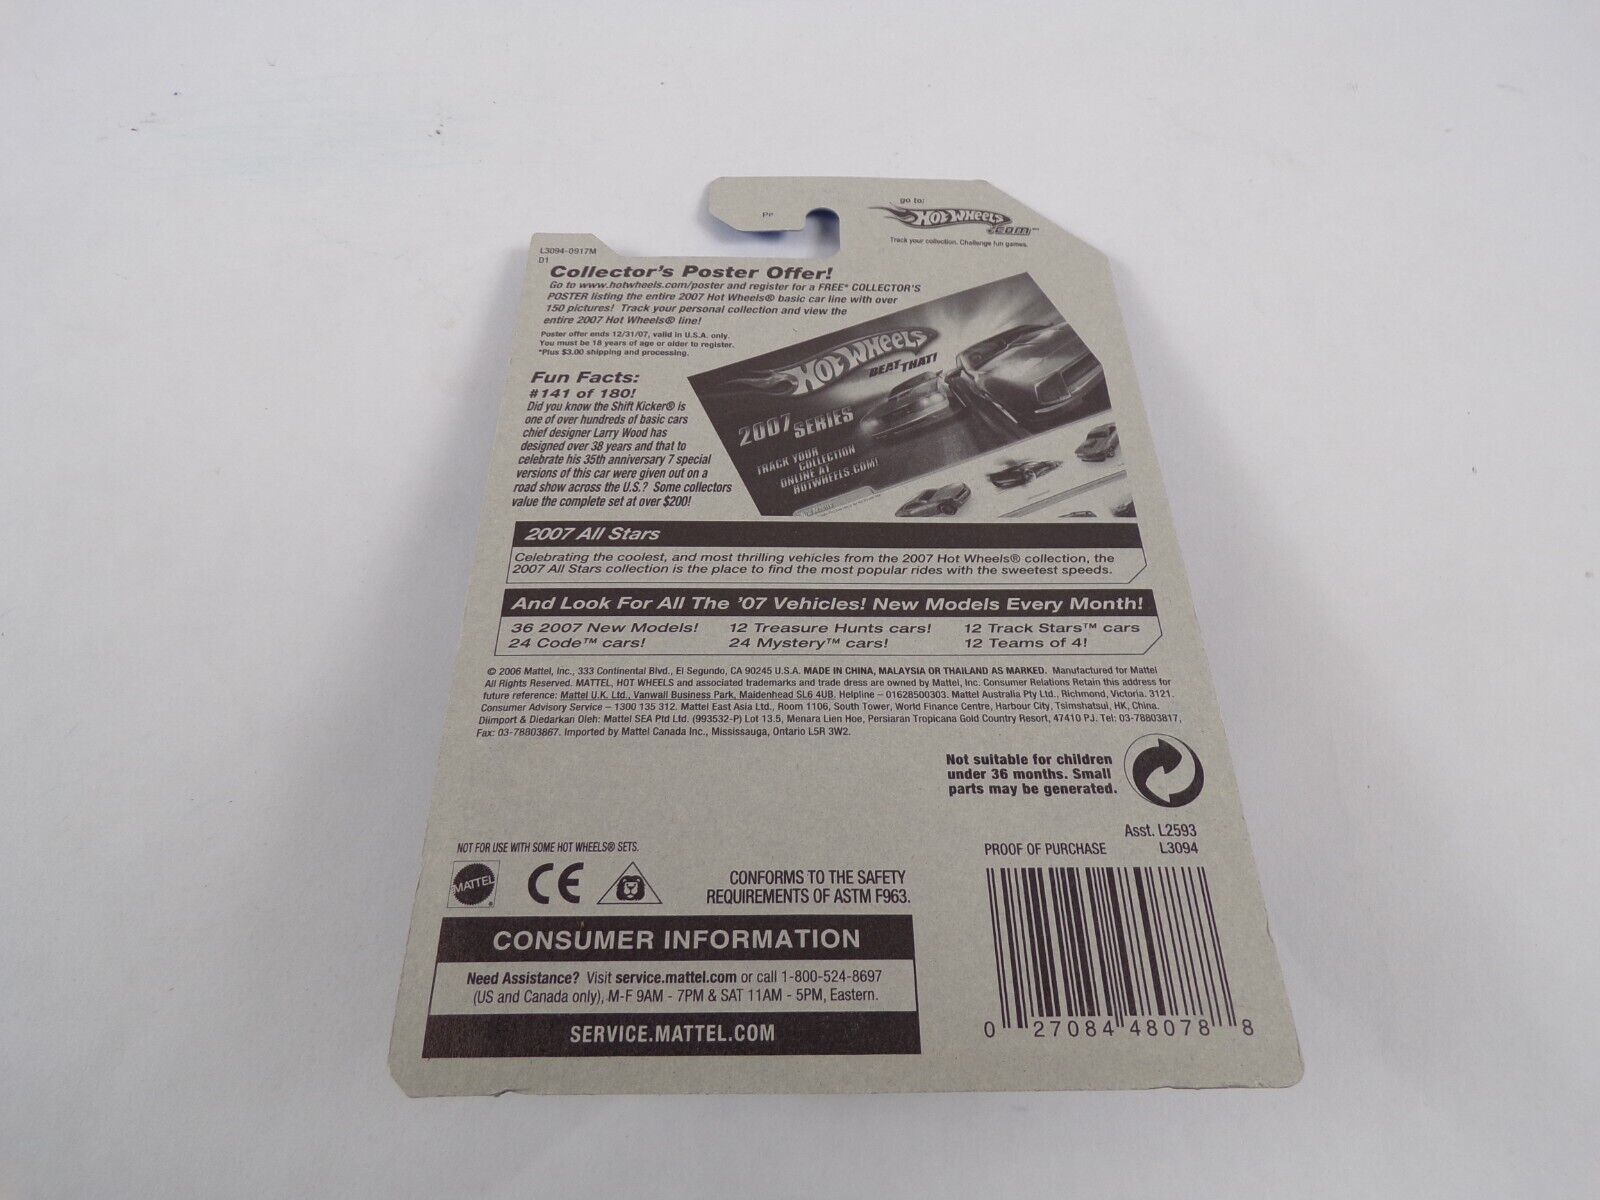 Pr
go to:
HOT WHEELS
.COM™
Track your collection. Challenge fun games.
L3094-0917M
D1
Collector's Poster Offer!
Go to www.hotwheels.com/poster and register for a FREE* COLLECTOR'S
POSTER listing the entire 2007 Hot Wheels® basic car line with over
150 pictures! Track your personal collection and view the
entire 2007 Hot Wheels® line!
Poster offer ends 12/31/07, valid in U.S.A. only.
You must be 18 years of age or older to register.
*Plus $3.00 shipping and processing.
HOT WHEELS
BEAT THAT!
2007 SERIES
TRACK YOUR
COLLECTION
ONLINE AT
HOTWHEELS.COM!
Fun Facts:
#141 of 180!
Did you know the Shift Kicker® is
one of over hundreds of basic cars
chief designer Larry Wood has
designed over 38 years and that to
celebrate his 35th anniversary 7 special
versions of this car were given out on a
road show across the U.S.? Some collectors
value the complete set at over $200!
2007 All Stars
Celebrating the coolest, and most thrilling vehicles from the 2007 Hot Wheels® collection, the
2007 All Stars collection is the place to find the most popular rides with the sweetest speeds.
And Look For All The '07 Vehicles! New Models Every Month!
36 2007 New Models! 12 Treasure Hunts cars! 12 Track Stars™ cars
24 Code™ cars! 24 Mystery™ cars! 12 Teams of 4!
© 2006 Mattel, Inc., 333 Continental Blvd., El Segundo, CA 90245 U.S.A. MADE IN CHINA, MALAYSIA OR THAILAND AS MARKED. Manufactured for Mattel
All Rights Reserved. MATTEL, HOT WHEELS and associated trademarks and trade dress are owned by Mattel, Inc. Consumer Relations Retain this address for
future reference: Mattel U.K. Ltd., Vanwall Business Park, Maidenhead SL6 4UB. Helpline – 01628500303. Mattel Australia Pty Ltd., Richmond, Victoria. 3121.
Consumer Advisory Service – 1300 135 312. Mattel East Asia Ltd., Room 1106, South Tower, World Finance Centre, Harbour City, Tsimshatsui, HK, China.
Diimport & Diedarkan Oleh: Mattel SEA Ptd Ltd. (993532-P) Lot 13.5, Menara Lien Hoe, Persiaran Tropicana Gold Country Resort, 47410 PJ. Tel: 03-78803817,
Fax: 03-78803867. Imported by Mattel Canada Inc., Mississauga, Ontario L5R 3W2.
Not suitable for children
under 36 months. Small
parts may be generated.
Asst. L2593
PROOF OF PURCHASE L3094
NOT FOR USE WITH SOME HOT WHEELS® SETS.
MATTEL
CE
CONFORMS TO THE SAFETY
REQUIREMENTS OF ASTM F963.
CONSUMER INFORMATION
Need Assistance? Visit service.mattel.com or call 1-800-524-8697
(US and Canada only), M-F 9AM - 7PM & SAT 11AM - 5PM, Eastern.
SERVICE.MATTEL.COM
0 27084 48078 8